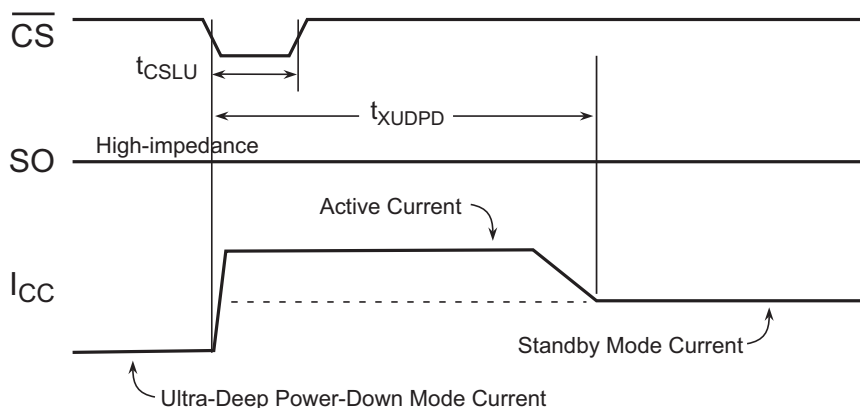 CS
tCSLU
tXUDPD
High-impedance
SO
Active Current
ICC
Standby Mode Current
Ultra-Deep Power-Down Mode Current